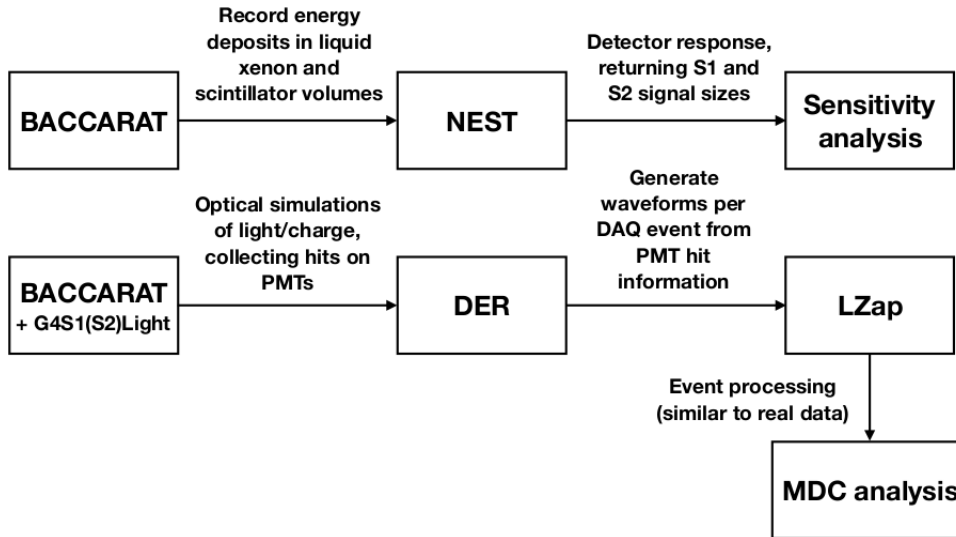 Record energy
deposits in liquid
xenon and
scintillator volumes
Detector response,
returning S1 and
S2 signal sizes
BACCARAT
NEST
Sensitivity
analysis
Optical simulations
of light/charge,
collecting hits on
PMTs
Generate
waveforms per
DAQ event from
PMT hit
information
BACCARAT
+ G4S1(S2)Light
DER
LZap
Event processing
(similar to real data)
MDC analysis